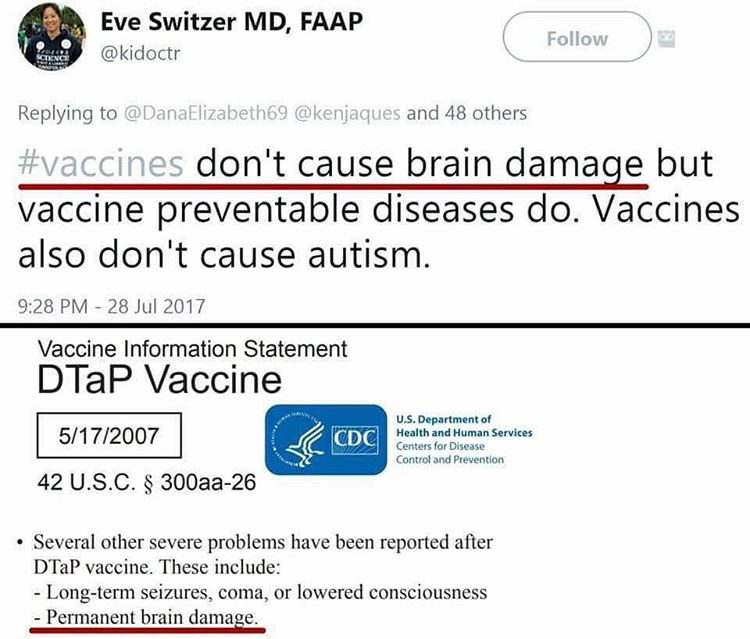 Eve Switzer MD, FAAP
@kidoctr
Follow
Replying to @DanaElizabeth69 @kenjaques and 48 others
#vaccines don't cause brain damage but
vaccine preventable diseases do. Vaccines
also don't cause autism.
9:28 PM - 28 Jul 2017
Vaccine Information Statement
DTaP Vaccine
5/17/2007
42 U.S.C. § 300aa-26
CDC
U.S. Department of
Health and Human Services
Centers for Disease
Control and Prevention
• Several other severe problems have been reported after
DTaP vaccine. These include:
- Long-term seizures, coma, or lowered consciousness
- Permanent brain damage.